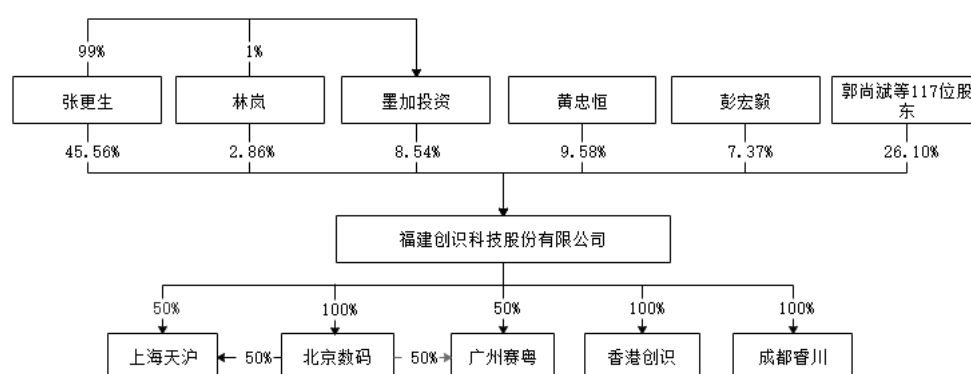 99%
1%
张更生
林岚
墨加投资
黄忠恒
彭宏毅
郭尚斌等117位股
东
45.56%
2.86%
8.54%
9.58%
7.37%
26.10%
福建创识科技股份有限公司
50%
100%
50%
100%
100%
上海天沪
50%
北京数码
50%
广州赛粤
香港创识
成都睿川